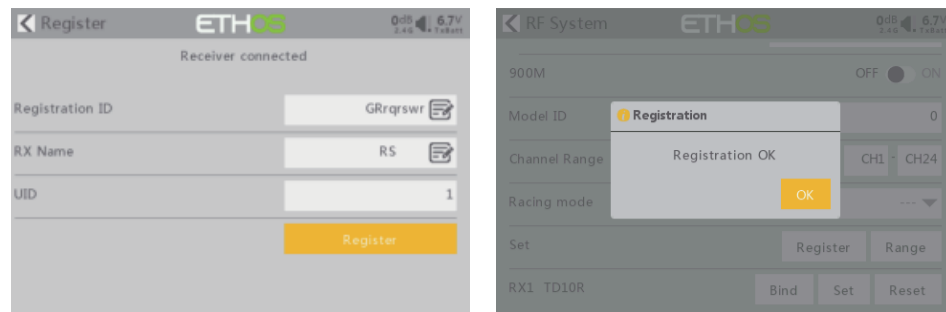 Register
ETHOS
0dB
2.4G
6.7V
TxBatt
Receiver connected
Registration ID
GRrqrswr
RX Name
RS
UID
1
Register
RF System
ETHOS
0dB
2.4G
6.7V
TxBatt
900M
OFF ON
Model ID
0
Channel Range
CH1 - CH24
Racing mode
---
Set
Register Range
RX1 TD10R
Bind Set Reset
Registration
Registration OK
OK